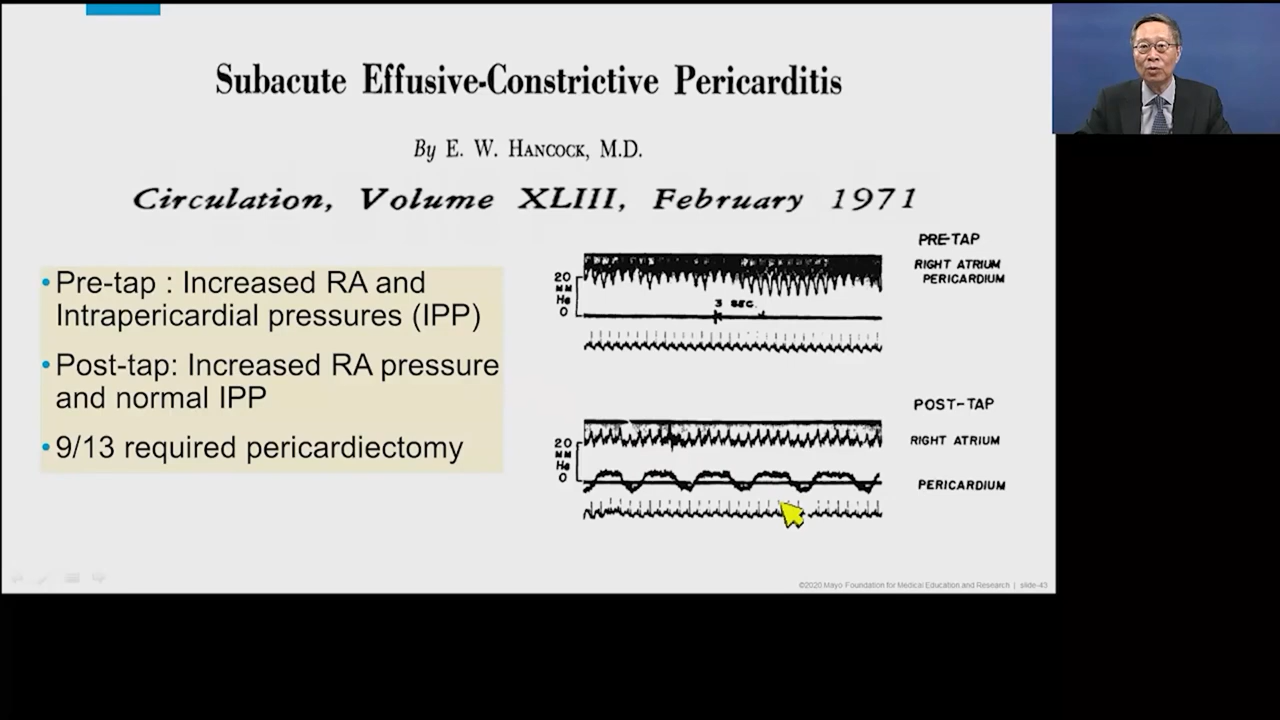 Subacute Effusive-Constrictive Pericarditis
By E. W. HANCOCK, M.D.
Circulation, Volume XLIII, February 1971
• Pre-tap : Increased RA and
Intrapericardial pressures (IPP)
• Post-tap: Increased RA pressure
and normal IPP
• 9/13 required pericardiectomy
PRE-TAP
RIGHT ATRIUM
PERICARDIUM
20
MM
Hg
0
3 SEC.
POST-TAP
RIGHT ATRIUM
20
MM
Hg
0
PERICARDIUM
©2020 Mayo Foundation for Medical Education and Research | slide-43